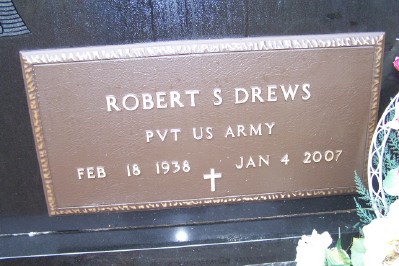 ROBERT S DREWS
PVT US ARMY
FEB 18 1938 JAN 4 2007